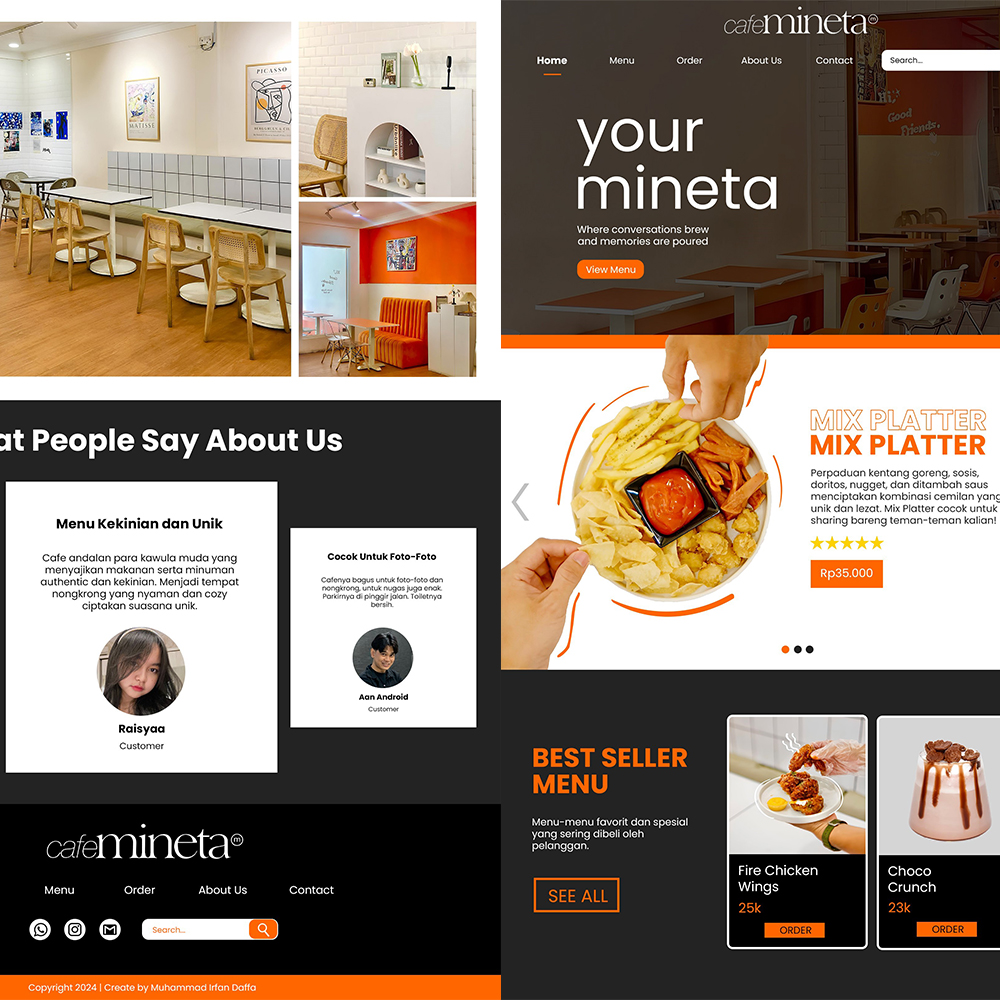 MATISSE
PICASSO
at People Say About Us
Menu Kekinian dan Unik
Cafe andalan para kawula muda yang
menyajikan makanan serta minuman
authentic dan kekinian. Menjadi tempat
nongkrong yang nyaman dan cozy
ciptakan suasana unik.
Raisyaa
Customer
Cocok Untuk Foto-Foto
Cafenya bagus untuk foto-foto dan
nongkrong, untuk nugas juga enak.
Parkirnya di pinggir jalan. Toiletnya
bersih.
Aan Android
Customer
cafemineta m
Menu Order About Us Contact
Search...
Copyright 2024 | Create by Muhammad Irfan Daffa
cafemineta m
Home Menu Order About Us Contact Search...
Good
Friends.
your
mineta
Where conversations brew
and memories are poured
View Menu
MIX PLATTER
MIX PLATTER
Perpaduan kentang goreng, sosis,
doritos, nugget, dan ditambah saus
menciptakan kombinasi cemilan yang
unik dan lezat. Mix Platter cocok untuk
sharing bareng teman-teman kalian!
Rp35.000
BEST SELLER
MENU
Menu-menu favorit dan spesial
yang sering dibeli oleh
pelanggan.
SEE ALL
Fire Chicken
Wings
25k
ORDER
Choco
Crunch
23k
ORDER